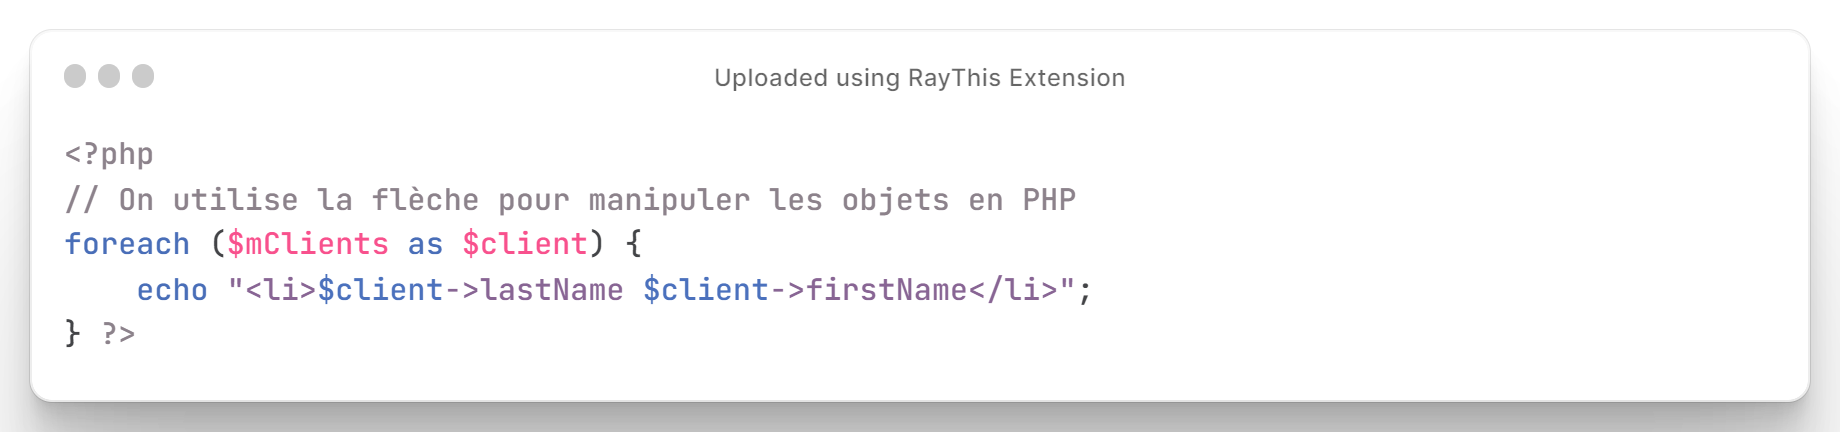 Uploaded using RayThis Extension
<?php
// On utilise la flèche pour manipuler les objets en PHP
foreach ($mClients as $client) {
    echo "<li>$client->lastName $client->firstName</li>";
} ?>